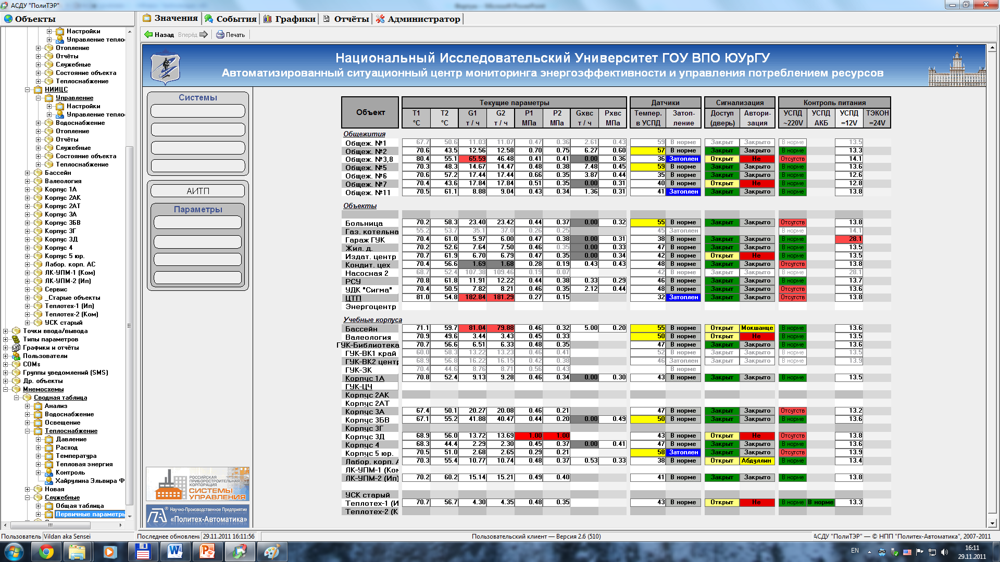 АСДУ "ПолиТЭР"
Объекты
Значения События Графики Отчёты Администратор
Назад Вперёд Печать
Настройки
Управление тепло
Отопление
Отчёты
Служебные
Состояние объекта
Теплоснабжение
НИИЦС
Управление
Настройки
Управление тепло
Водоснабжение
Отопление
Отчёты
Служебные
Состояние объекта
Теплоснабжение
Бассейн
Валеология
Корпус 1А
Корпус 2АК
Корпус 2АТ
Корпус 3А
Корпус 3БВ
Корпус 3Г
Корпус 3Д
Корпус 4
Корпус 5 юр.
Лабор. корп. АС
ЛК-УПМ-1 (Ком)
ЛК-УПМ-2 (Ип)
Сервис
_Старые объекты
Теплотех-1 (Ип)
Теплотех-2 (Ком)
УСК старый
Точки ввода/вывода
Типы параметров
Графики и отчёты
Пользователи
COMs
Группы уведомлений (SMS)
Др. объекты
Мнемосхемы
Сводная таблица
Анализ
Водоснабжение
Освещение
Теплоснабжение
Давление
Расход
Температура
Тепловая энергия
Контроль
Хайрулина Эльвира Ф
Новая
Служебные
Общая таблица
Первичные параметры
Национальный Исследовательский Университет ГОУ ВПО ЮУрГУ
Автоматизированный ситуационный центр мониторинга энергоэффективности и управления потреблением ресурсов
Системы
АИТП
Параметры
РОССИЙСКАЯ
ПРИБОРОСТРОИТЕЛЬНАЯ
КОРПОРАЦИЯ
СИСТЕМЫ
УПРАВЛЕНИЯ
Научно-Производственное Предприятие
«Политех-Автоматика»
Объект Текущие параметры Датчики Сигнализация Контроль питания
T1 T2 G1 G2 P1 P2 Gхвс Pхвс Темпер. Затоп- Доступ Автори- УСПД УСПД УСПД ТЭКОН
°C °C т / ч т / ч МПа МПа т / ч МПа в УСПД ление (дверь) зация ~220V АКБ =12V =24V
Общежития
Общеж. №1 67.7 50.6 11.03 11.07 0.47 0.36 2.61 0.43 59 В норме Закрыт Закрыто В норме 13.5
Общеж. №2 70.6 43.5 12.56 12.58 0.70 0.75 6.27 0.60 57 В норме Закрыт Закрыто В норме 13.3
Общеж. №3,8 80.4 55.1 65.59 46.48 0.41 0.41 0.00 0.36 36 Затоплен Открыт Не Отсутств 14.1
Общеж. №5 70.3 48.3 14.67 14.47 0.48 0.38 7.48 0.45 59 В норме Закрыт Закрыто В норме 13.6
Общеж. №6 70.6 57.2 17.44 17.44 0.66 0.35 3.87 0.44 35 В норме Закрыт Закрыто В норме 12.6
Общеж. №7 70.4 43.6 17.84 17.84 0.51 0.35 0.00 0.31 40 В норме Открыт Не В норме 12.8
Общеж. №11 70.5 61.1 8.88 9.04 0.43 0.34 1.36 0.31 41 Затоплен Закрыт Закрыто В норме 13.8
Объекты
Больница 70.2 58.3 23.40 23.42 0.44 0.37 0.00 0.32 55 В норме Закрыт Закрыто Отсутств 13.8
Газ. котельна 55.2 53.7 35.1 37.0 0.26 0.25 45 Затоплен В норме 14.1
Гараж ГУК 70.4 61.0 5.97 6.00 0.47 0.38 0.00 0.31 38 В норме Закрыт Закрыто В норме 28.1
Жил. д. 70.2 52.6 7.64 7.50 0.46 0.35 0.00 0.33 47 В норме Закрыт Закрыто В норме 13.5
Издат. центр 70.7 61.9 6.70 6.79 0.47 0.35 0.00 0.34 42 В норме Открыт Не В норме 13.5
Кондит. цех 70.4 56.6 1.69 1.68 0.28 0.19 0.43 0.43 48 В норме Закрыт Закрыто Отсутств 13.8
Насосная 2 68.7 52.4 107.38 109.46 0.19 0.07 42 В норме Закрыт Закрыто В норме 28.1
РСУ 70.8 61.8 11.91 12.22 0.44 0.38 0.33 0.29 46 В норме Закрыт Закрыто В норме 13.7
УДК "Сигма" 70.4 50.5 7.82 8.21 0.46 0.35 2.12 0.44 48 В норме Закрыт Закрыто Отсутств 13.6
ЦТП 81.0 54.8 182.84 181.29 0.27 0.15 32 Затоплен Закрыт Закрыто Отсутств 13.8
Энергоцентр
Учебные корпуса
Бассейн 71.1 59.7 81.04 79.88 0.46 0.32 5.00 0.20 55 В норме Открыт Мокшанце В норме 13.6
Валеология 70.9 49.6 3.44 3.43 0.45 0.33 50 В норме Открыт Не В норме 13.5
ГУК-Библиотека 70.7 56.6 6.51 6.33 0.48 0.35 47 В норме Закрыт Закрыто В норме 13.6
ГУК-ВК1 край 60.0 58.3 13.22 13.23 0.46 0.41 52 В норме Закрыт Закрыто В норме 13.5
ГУК-ВК2 цент 68.9 56.8 16.22 16.15 0.42 0.38 46 Затоплен Закрыт Закрыто В норме 13.9
ГУК-ЗК 70.4 44.6 8.76 8.71 0.56 0.43 В норме
Корпус 1А 70.8 52.4 9.13 9.28 0.46 0.34 0.00 0.30 43 В норме Закрыт Закрыто В норме 13.5
ГУК-ЦЧ
Корпус 2АК
Корпус 2АТ
Корпус 3А 67.4 50.1 20.27 20.08 0.46 0.21 47 В норме Закрыт Закрыто Отсутств 13.2
Корпус 3БВ 67.1 55.2 41.88 40.47 0.44 0.20 0.00 0.49 50 В норме Закрыт Закрыто В норме 13.6
Корпус 3Г
Корпус 3Д 68.9 56.0 13.72 13.69 1.00 1.00 43 В норме Открыт Не Отсутств 13.8
Корпус 4 68.3 44.4 2.29 2.30 0.45 0.37 0.00 0.41 47 В норме Закрыт Закрыто В норме 13.6
Корпус 5 юр. 70.5 51.0 2.68 2.65 0.29 0.21 58 Затоплен Закрыт Закрыто Отсутств 13.9
Лабор. корп. А 70.3 55.4 10.77 10.74 0.48 0.37 0.53 0.33 38 В норме Открыт Абдуллин В норме 13.4
ЛК-УПМ-1 (Ком
ЛК-УПМ-2 (Ип) 70.2 60.2 15.14 15.21 0.49 0.40 41 В норме Закрыт Закрыто В норме 13.8
УСК старый
Теплотех-1 (И 70.7 56.7 4.30 4.35 0.48 0.35 43 В норме Открыт Не В норме В норме 13.3
Теплотех-2 (К
Пользователь Vildan aka Sensei Последнее обновлени 29.11.2011 16:11:56 Пользовательский клиент — Версия 2.6 (510) АСДУ "ПолиТЭР" — © НПП "Политех-Автоматика", 2007-2011
EN 16:11
29.11.2011